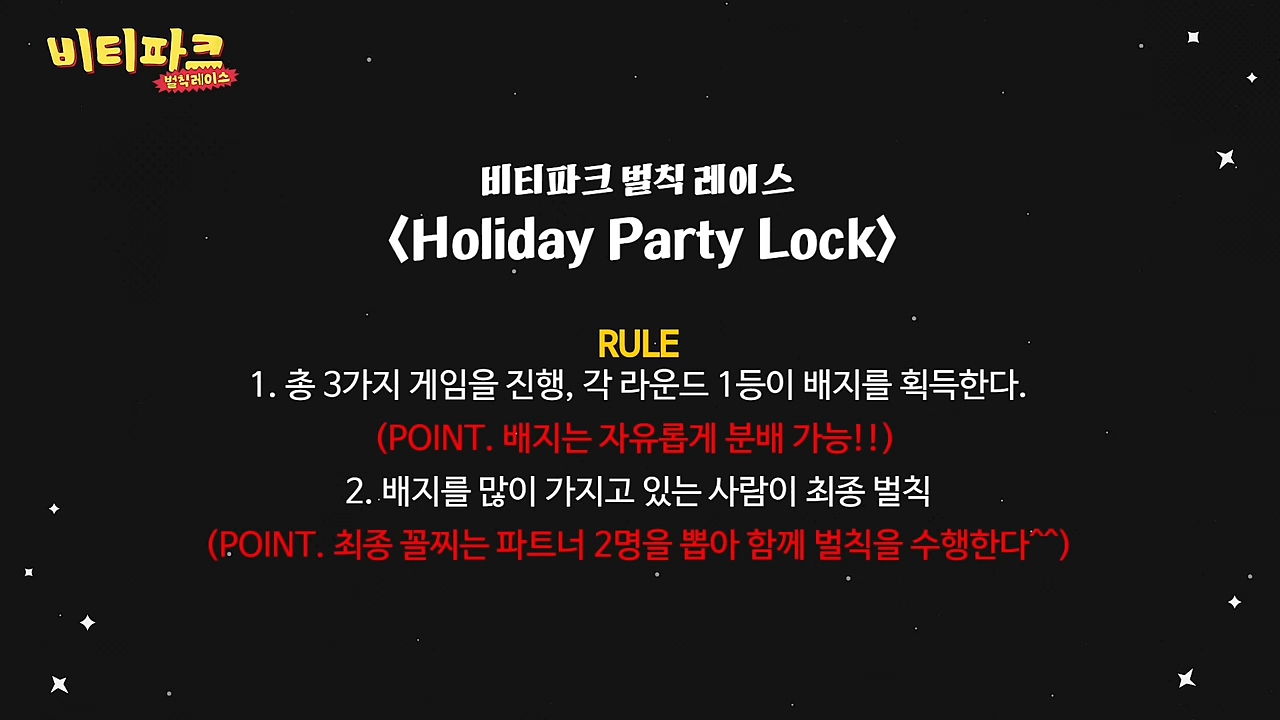 비티파크
벌칙레이스
비티파크 벌칙 레이스
〈Holiday Party Lock〉
RULE
1. 총 3가지 게임을 진행, 각 라운드 1등이 배지를 획득한다.
(POINT. 배지는 자유롭게 분배 가능!!)
2. 배지를 많이 가지고 있는 사람이 최종 벌칙
(POINT. 최종 꼴찌는 파트너 2명을 뽑아 함께 벌칙을 수행한다^^)